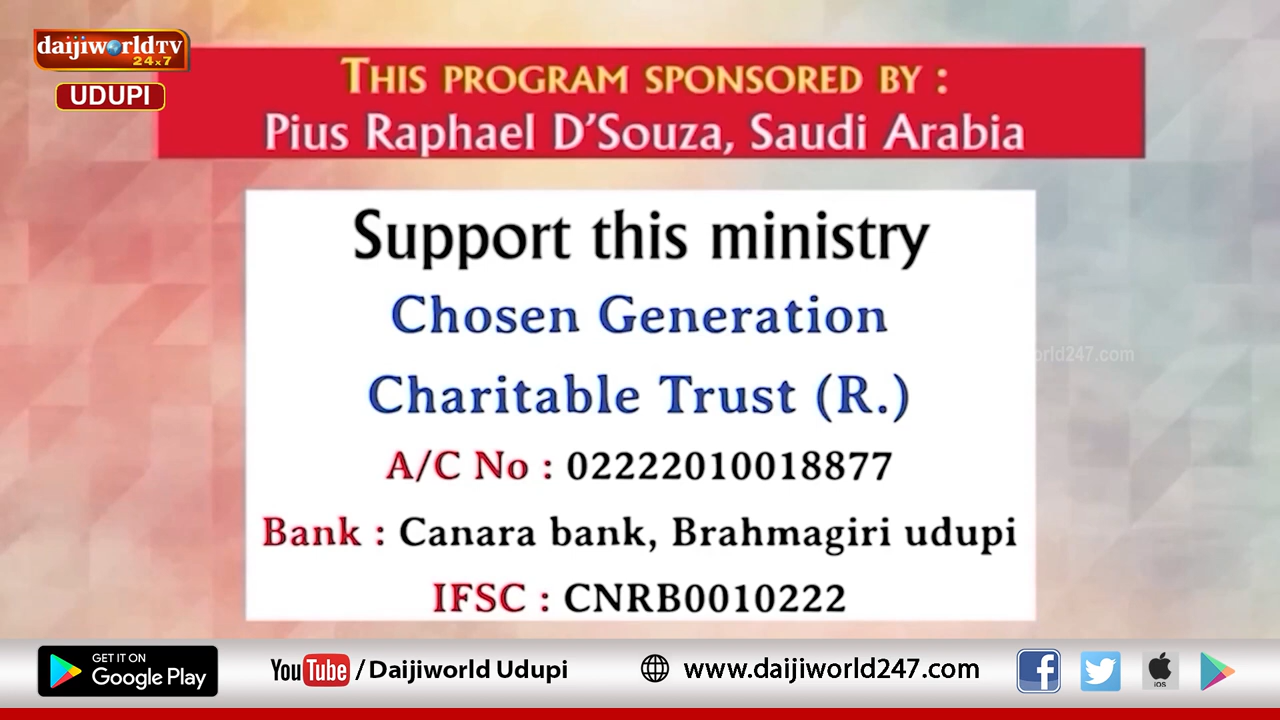 daijiworldTV
24x7
UDUPI
THIS PROGRAM SPONSORED BY :
Pius Raphael D'Souza, Saudi Arabia
Support this ministry
Chosen Generation
Charitable Trust (R.)
A/C No : 02222010018877
Bank : Canara bank, Brahmagiri udupi
IFSC : CNRB0010222
orld247.com
GET IT ON
Google Play
YouTube /Daijiworld Udupi
www.daijiworld247.com
iOS